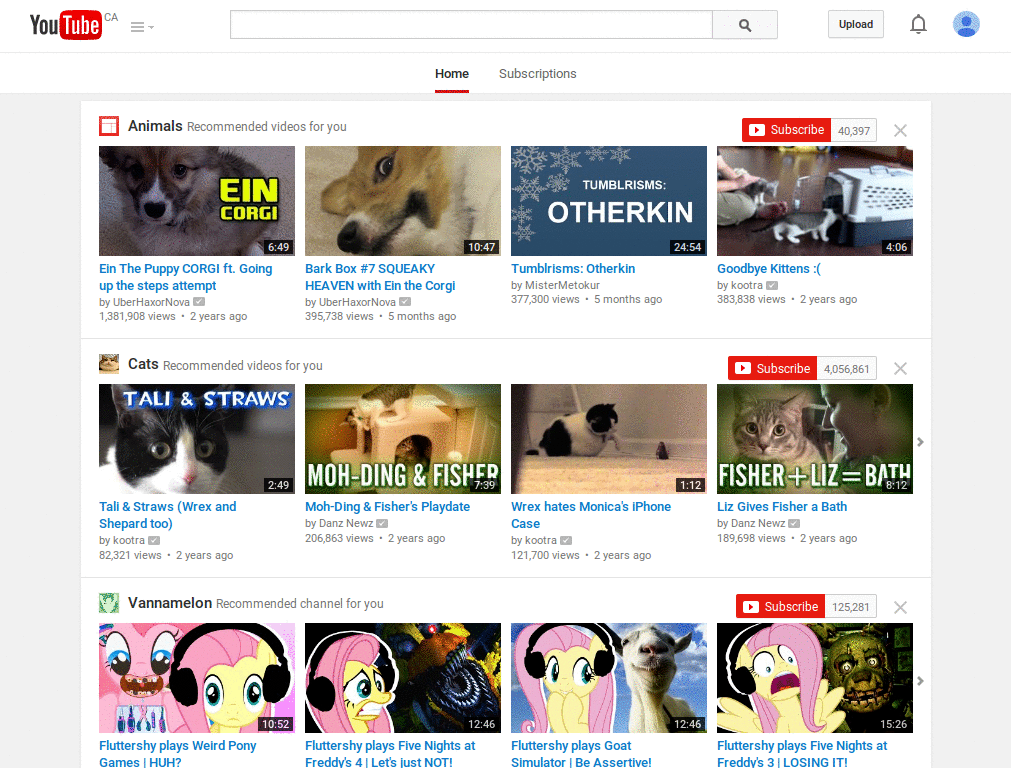 YouTube CA
Upload
Home Subscriptions
Animals Recommended videos for you
Subscribe 40,397
EIN
CORGI
6:49
10:47
TUMBLRISMS:
OTHERKIN
24:54
4:06
Ein The Puppy CORGI ft. Going
up the steps attempt
by UberHaxorNova
1,381,908 views • 2 years ago
Bark Box #7 SQUEAKY
HEAVEN with Ein the Corgi
by UberHaxorNova
395,738 views • 5 months ago
Tumblrisms: Otherkin
by MisterMetokur
377,300 views • 5 months ago
Goodbye Kittens :(
by kootra
383,838 views • 2 years ago
Cats Recommended videos for you
Subscribe 4,056,861
TALI & STRAWS
2:49
MOH-DING & FISHER
7:39
1:12
FISHER+LIZ=BATH
8:12
Tali & Straws (Wrex and
Shepard too)
by kootra
82,321 views • 2 years ago
Moh-Ding & Fisher's Playdate
by Danz Newz
206,863 views • 2 years ago
Wrex hates Monica's iPhone
Case
by kootra
121,700 views • 2 years ago
Liz Gives Fisher a Bath
by Danz Newz
189,698 views • 2 years ago
Vannamelon Recommended channel for you
Subscribe 125,281
10:52
12:46
12:46
15:26
Fluttershy plays Weird Pony
Games | HUH?
Fluttershy plays Five Nights at
Freddy's 4 | Let's just NOT!
Fluttershy plays Goat
Simulator | Be Assertive!
Fluttershy plays Five Nights at
Freddy's 3 | LOSING IT!